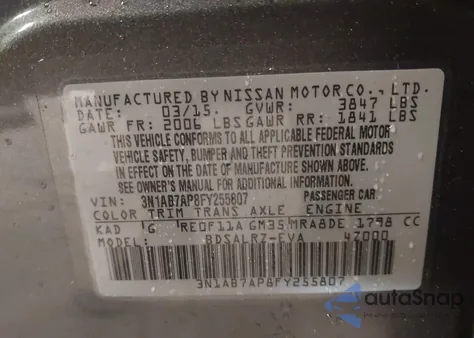 MANUFACTURED BY NISSAN MOTOR CO., LTD.
DATE: 03/15. GVWR: 3847 LBS
GAWR FR: 2006 LBS GAWR RR: 1841 LBS
THIS VEHICLE CONFORMS TO ALL APPLICABLE FEDERAL MOTOR
VEHICLE SAFETY, BUMPER AND THEFT PREVENTION STANDARDS
IN EFFECT ON THE DATE OF MANUFACTURE SHOWN ABOVE.
SEE OWNER'S MANUAL FOR ADDITIONAL INFORMATION.
VIN: 3N1AB7AP8FY255807 PASSENGER CAR
COLOR TRIM TRANS AXLE ENGINE
KAD G RE0F11A GM35 MRA8DE 1798 CC
MODEL: BDSALRZ-EVA 4Z000
3N1AB7AP8FY255807
autoSnap